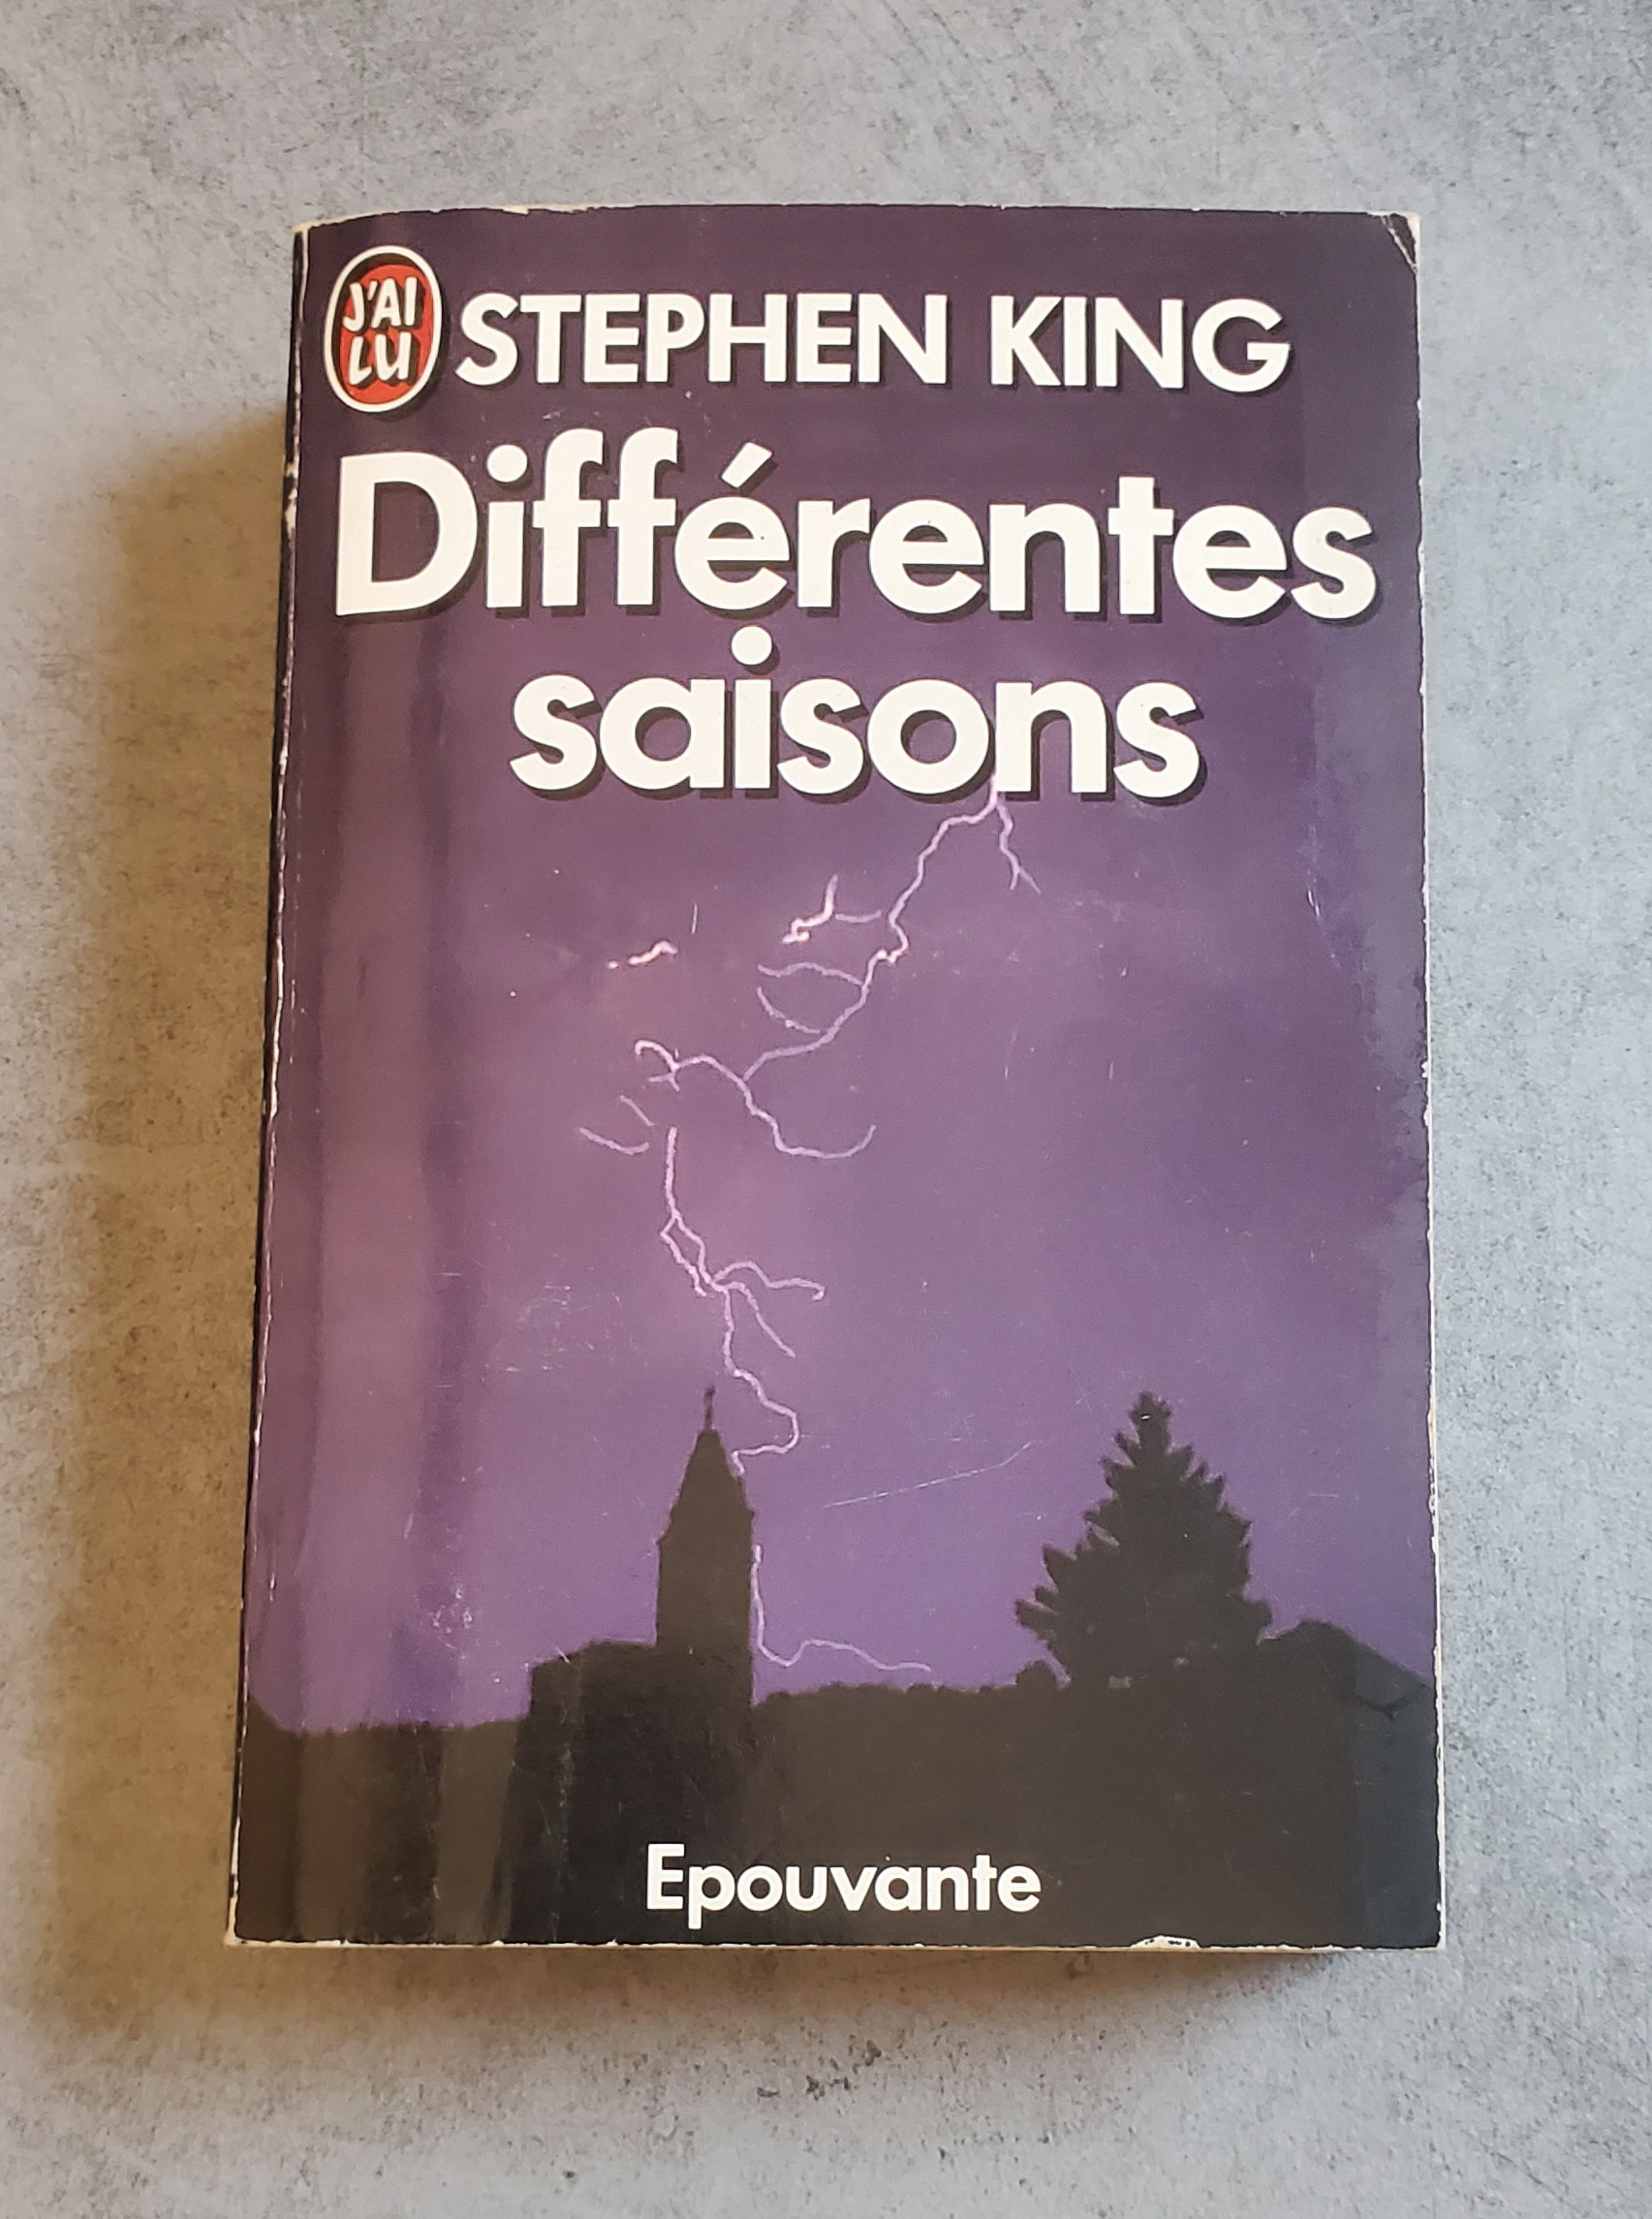 J'AI
LU
STEPHEN KING
Différentes
saisons
Epouvante